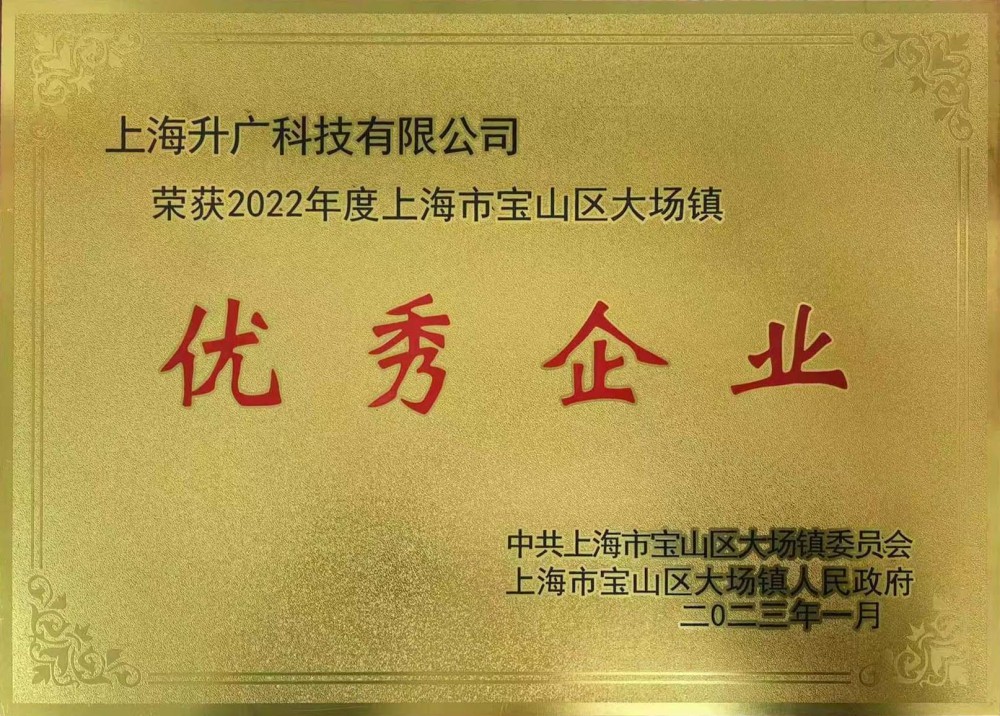 上海升广科技有限公司
荣获2022年度上海市宝山区大场镇
优秀企业
中共上海市宝山区大场镇委员会
上海市宝山区大场镇人民政府
二〇二三年一月